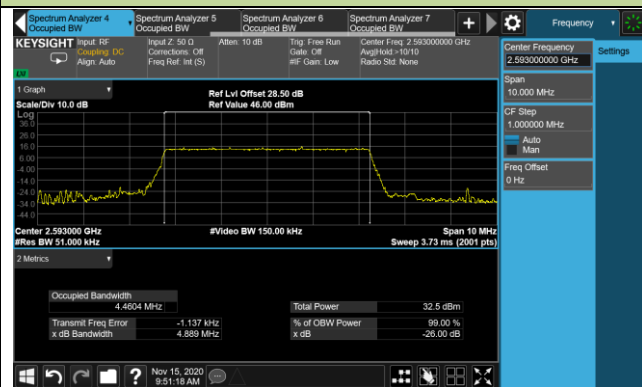 Spectrum Analyzer 4
Occupied BW
Spectrum Analyzer 5
Occupied BW
Spectrum Analyzer 6
Occupied BW
Spectrum Analyzer 7
Occupied BW
Frequency
KEYSIGHT
Input: RF
Coupling: DC
Align: Auto
Input Z: 50 Ω
Corrections: Off
Freq Ref: Int (S)
Atten: 10 dB
Trig: Free Run
Gate: Off
#IF Gain: Low
Center Freq: 2.593000000 GHz
Avg|Hold:>10/10
Radio Std: None
Center Frequency
2.593000000 GHz
Settings
Span
10.000 MHz
CF Step
1.000000 MHz
Auto
Man
Freq Offset
0 Hz
1 Graph
Scale/Div 10.0 dB
Ref Lvl Offset 28.50 dB
Ref Value 46.00 dBm
Log
36.0
26.0
16.0
6.00
-4.00
-14.0
-24.0
-34.0
-44.0
Center 2.593000 GHz
#Res BW 51.000 kHz
#Video BW 150.00 kHz
Span 10 MHz
Sweep 3.73 ms (2001 pts)
2 Metrics
Occupied Bandwidth
4.4604 MHz
Total Power
32.5 dBm
Transmit Freq Error
-1.137 kHz
% of OBW Power
99.00 %
x dB Bandwidth
4.889 MHz
x dB
-26.00 dB
Nov 15, 2020
9:51:18 AM